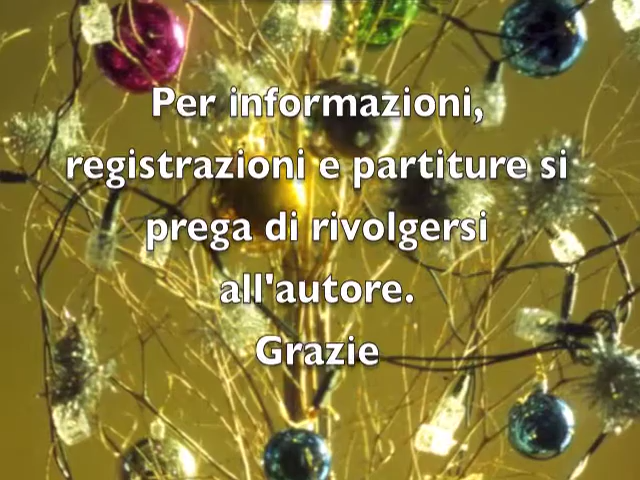 Per informazioni,
registrazioni e partiture si
prega di rivolgersi
all'autore.
Grazie